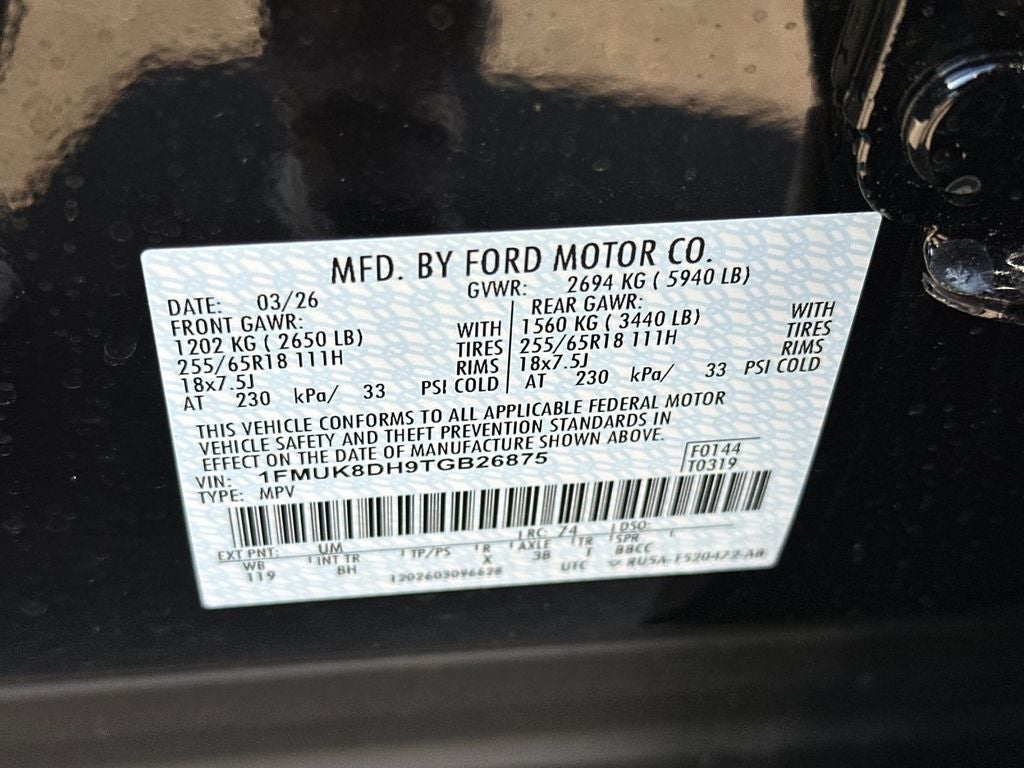 MFD. BY FORD MOTOR CO.
DATE: 03/26 GVWR: 2694 KG ( 5940 LB)
FRONT GAWR: REAR GAWR:
1202 KG ( 2650 LB) WITH 1560 KG ( 3440 LB) WITH
255/65R18 111H TIRES 255/65R18 111H TIRES
18x7.5J RIMS 18x7.5J RIMS
AT 230 kPa/ 33 PSI COLD AT 230 kPa/ 33 PSI COLD
THIS VEHICLE CONFORMS TO ALL APPLICABLE FEDERAL MOTOR
VEHICLE SAFETY AND THEFT PREVENTION STANDARDS IN
EFFECT ON THE DATE OF MANUFACTURE SHOWN ABOVE.
VIN: 1FMUK8DH9TGB26875 F0144
TYPE: MPV T0319
EXT PNT: UM RC: 74 DSO:
WB INT TR TP/PS R AXLE TR SPR
119 8H X 3B T BBCC
1202603096628 UTC RU5A-1520472-AB